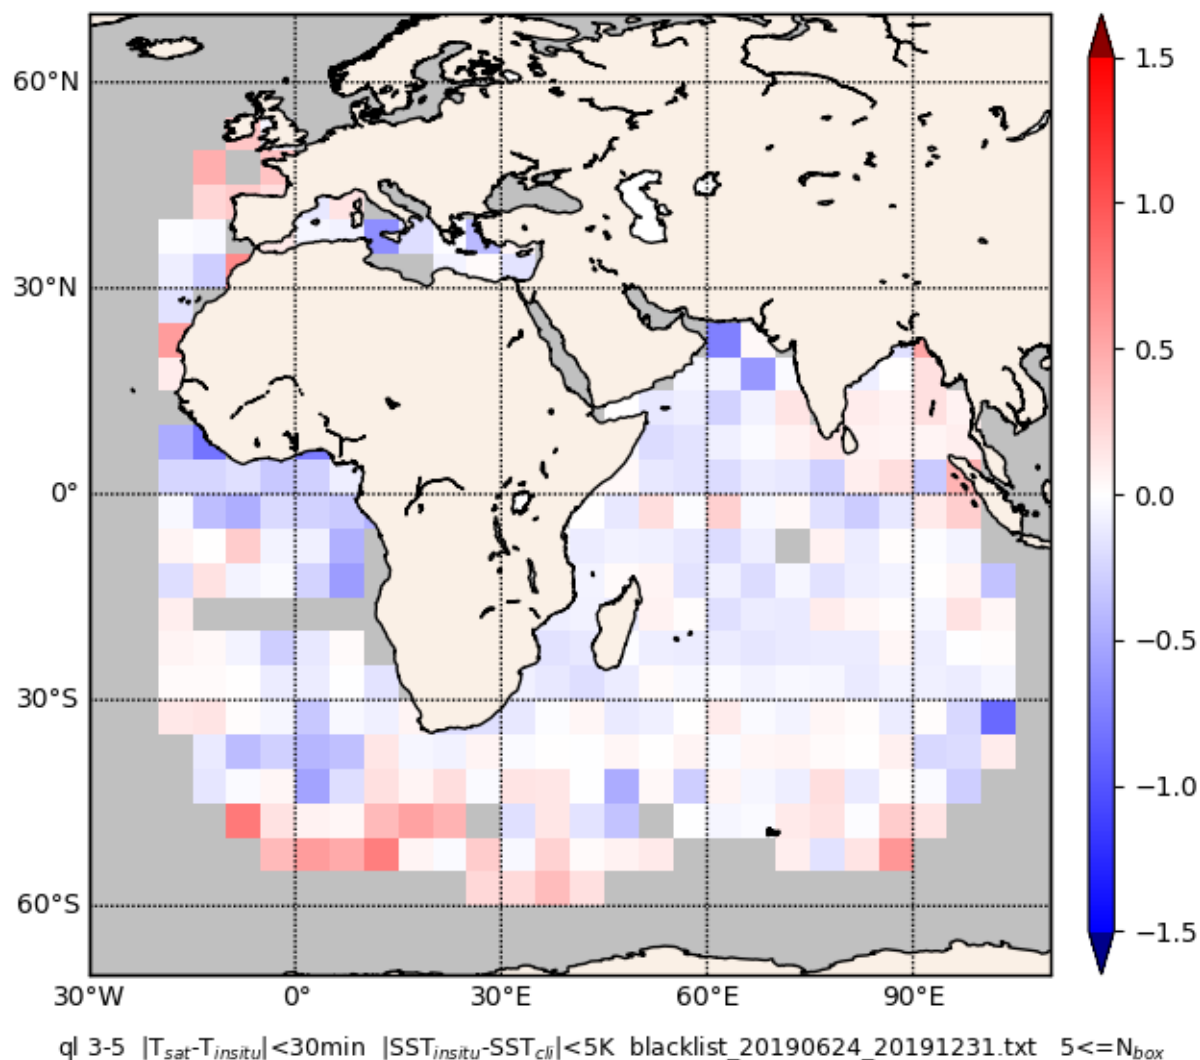 60°N
30°N
0°
30°S
60°S
30°W 0° 30°E 60°E 90°E
1.5
1.0
0.5
0.0
−0.5
−1.0
−1.5
ql 3-5 |T_sat-T_insitu|<30min |SST_insitu-SST_cli|<5K blacklist_20190624_20191231.txt 5<=N_box